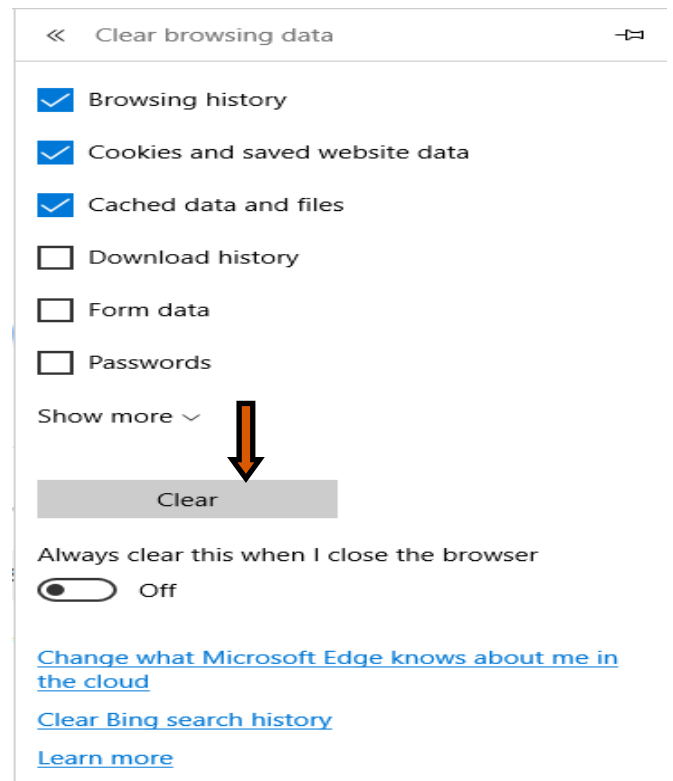 Clear browsing data
Browsing history
Cookies and saved website data
Cached data and files
Download history
Form data
Passwords
Show more
Clear
Always clear this when I close the browser
Off
Change what Microsoft Edge knows about me in
the cloud
Clear Bing search history
Learn more